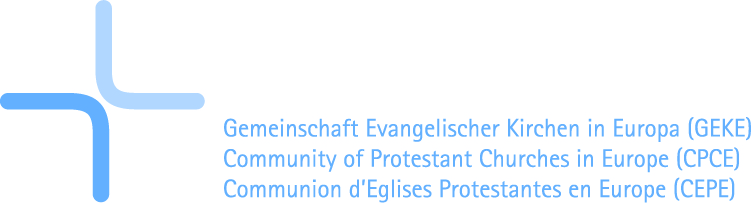 Gemeinschaft Evangelischer Kirchen in Europa (GEKE)
Community of Protestant Churches in Europe (CPCE)
Communion d'Eglises Protestantes en Europe (CEPE)